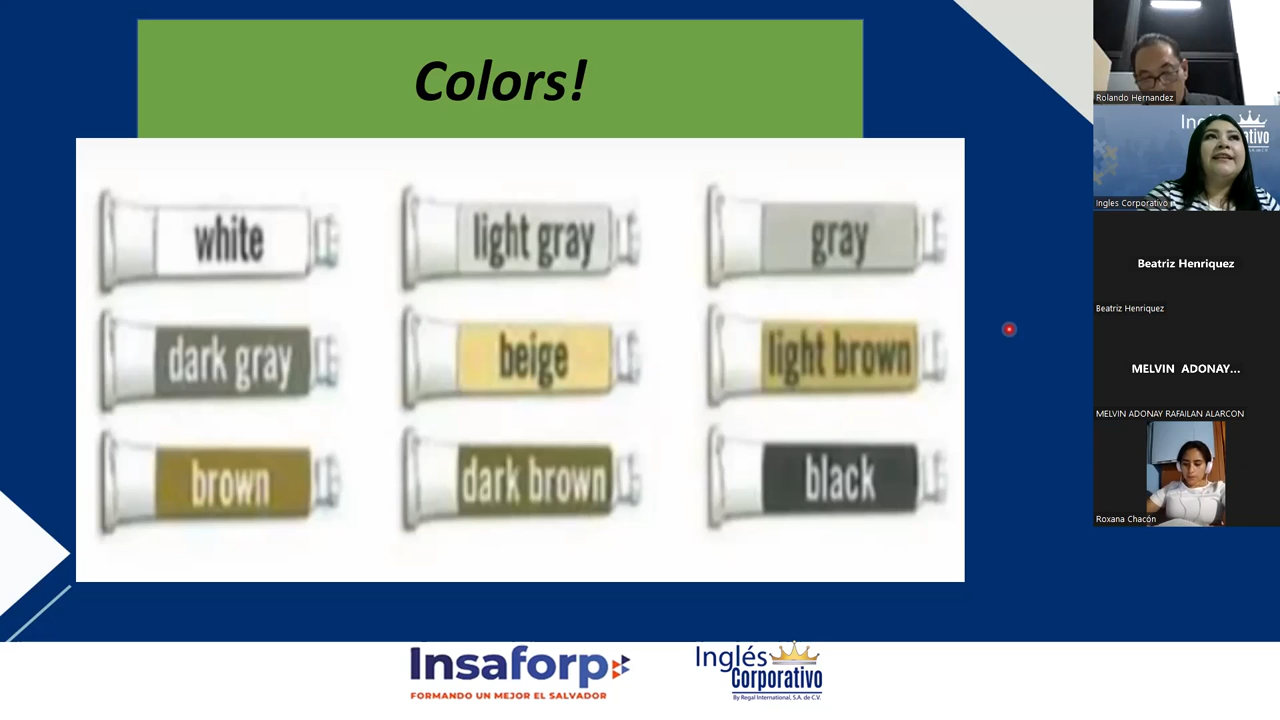 Colors!
white
light gray
gray
dark gray
beige
light brown
brown
dark brown
black
Insaforp
FORMANDO UN MEJOR EL SALVADOR
Inglés
Corporativo
By Regal International, S.A. de C.V.
Rolando Hernandez
Ingles Corporativo
Beatriz Henriquez
Beatriz Henriquez
MELVIN ADONAY...
MELVIN ADONAY RAFAILAN ALARCON
Roxana Chacón